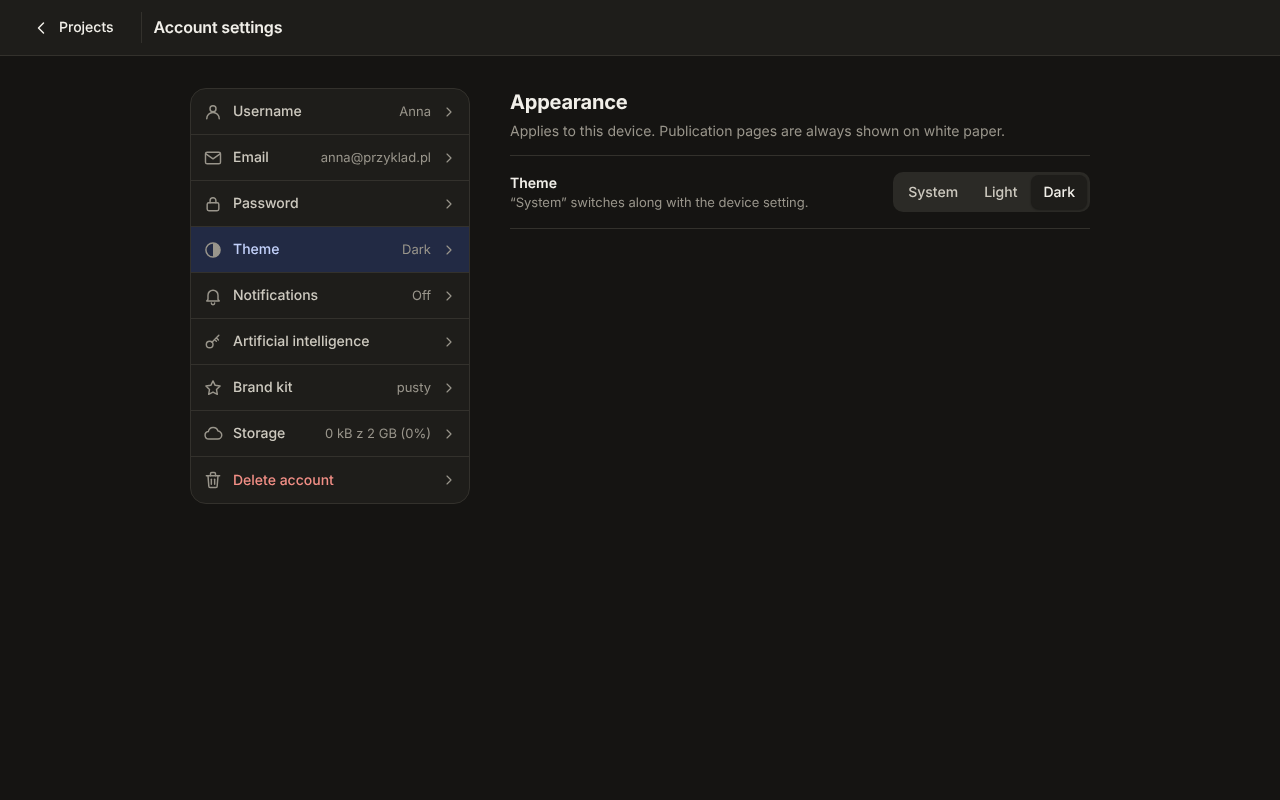 Projects
Account settings
Username Anna
Email anna@przyklad.pl
Password
Theme Dark
Notifications Off
Artificial intelligence
Brand kit pusty
Storage 0 kB z 2 GB (0%)
Delete account
Appearance
Applies to this device. Publication pages are always shown on white paper.
Theme
“System” switches along with the device setting.
System Light Dark